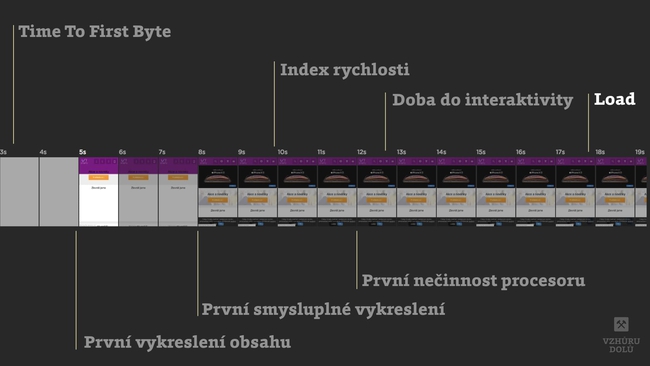 Time To First Byte
Index rychlosti
Doba do interaktivity
Load
3s
4s
5s
6s
7s
8s
9s
10s
11s
12s
13s
14s
15s
16s
17s
18s
19s
První nečinnost procesoru
První smysluplné vykreslení
První vykreslení obsahu
VZHŮRU
DOLŮ